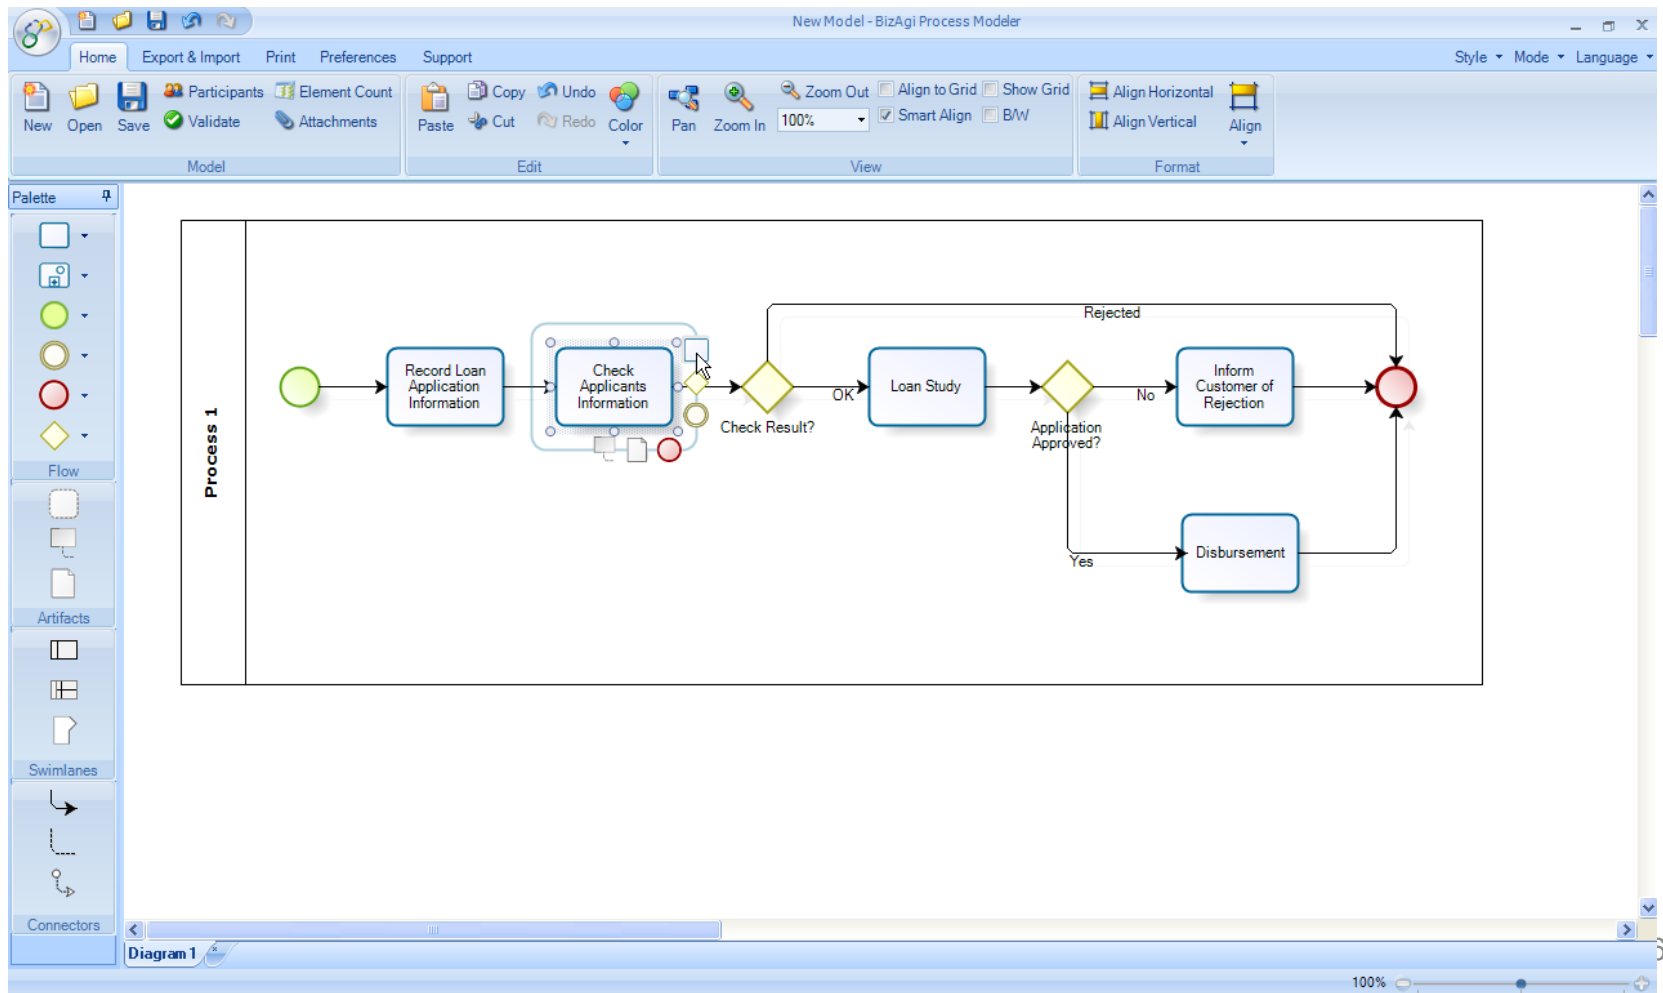 New Model - BizAgi Process Modeler
Home Export & Import Print Preferences Support Style Mode Language
New Open Save Participants Validate Element Count Attachments
Model
Paste Copy Cut Undo Redo Color
Edit
Pan Zoom In Zoom Out 100% Align to Grid Show Grid Smart Align B/W
View
Align Horizontal Align Vertical Align
Format
Palette
Flow
Artifacts
Swimlanes
Connectors
Process 1
Record Loan
Application
Information
Check
Applicants
Information
Check Result?
Rejected
OK
Loan Study
Application
Approved?
No
Inform
Customer of
Rejection
Yes
Disbursement
Diagram 1
100%